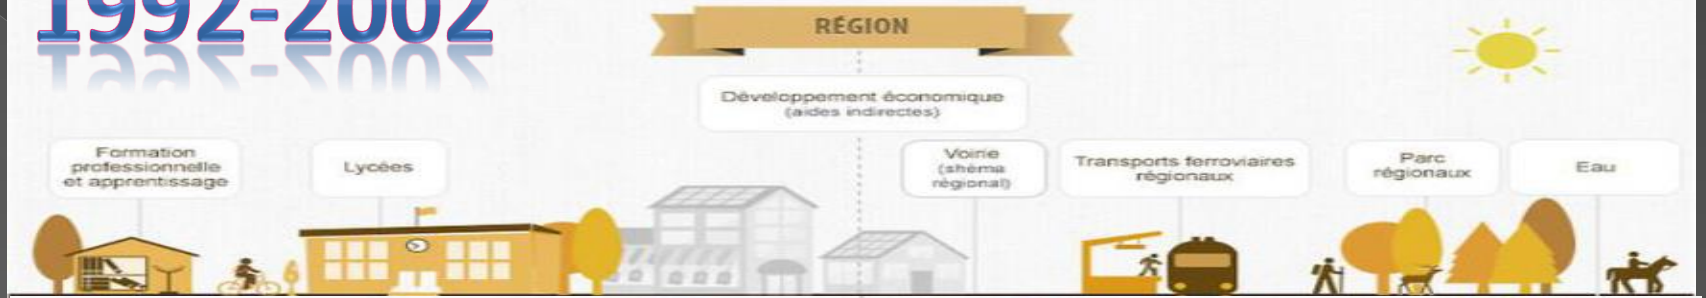 1992-2002
RÉGION
Développement économique
(aides indirectes)
Formation
professionnelle
et apprentissage
Lycées
Voirie
(shéma
régional)
Transports ferroviaires
régionaux
Parc
régionaux
Eau